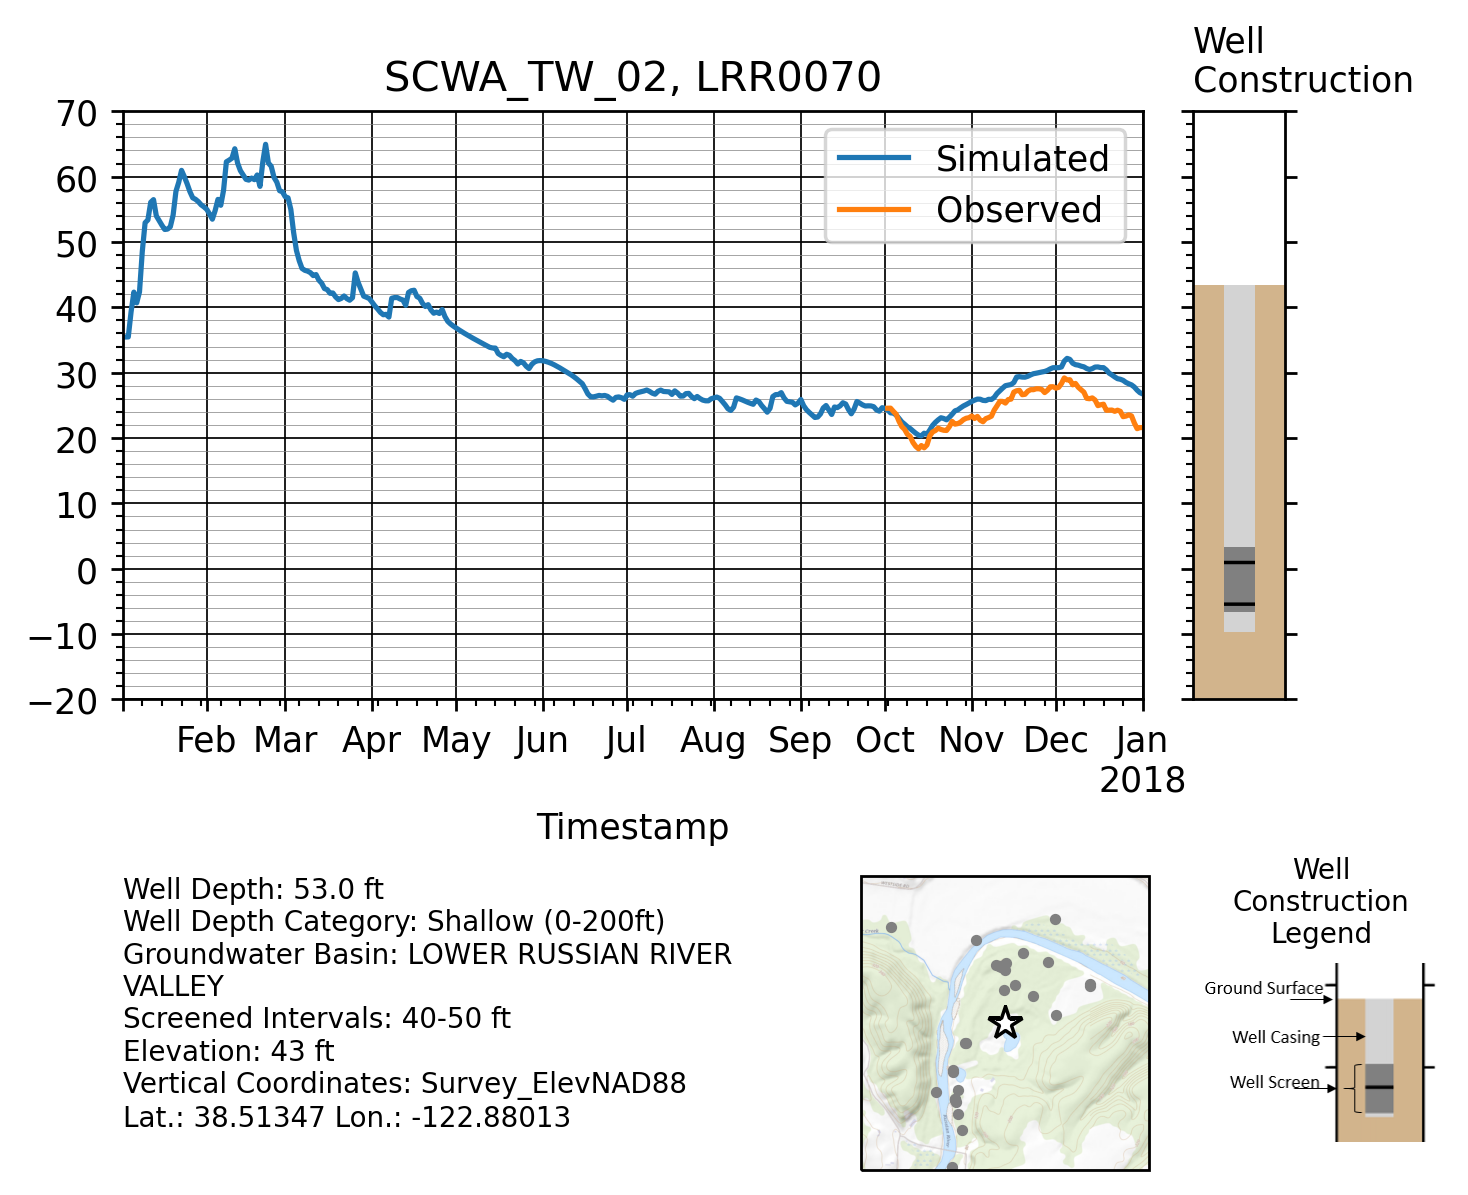 Well
Construction
SCWA_TW_02, LRR0070
70
60
50
40
30
20
10
0
−10
−20
Simulated
Observed
Feb Mar Apr May Jun Jul Aug Sep Oct Nov Dec Jan
2018
Timestamp
Well Depth: 53.0 ft
Well Depth Category: Shallow (0-200ft)
Groundwater Basin: LOWER RUSSIAN RIVER
VALLEY
Screened Intervals: 40-50 ft
Elevation: 43 ft
Vertical Coordinates: Survey_ElevNAD88
Lat.: 38.51347 Lon.: -122.88013
Well
Construction
Legend
Ground Surface
Well Casing
Well Screen